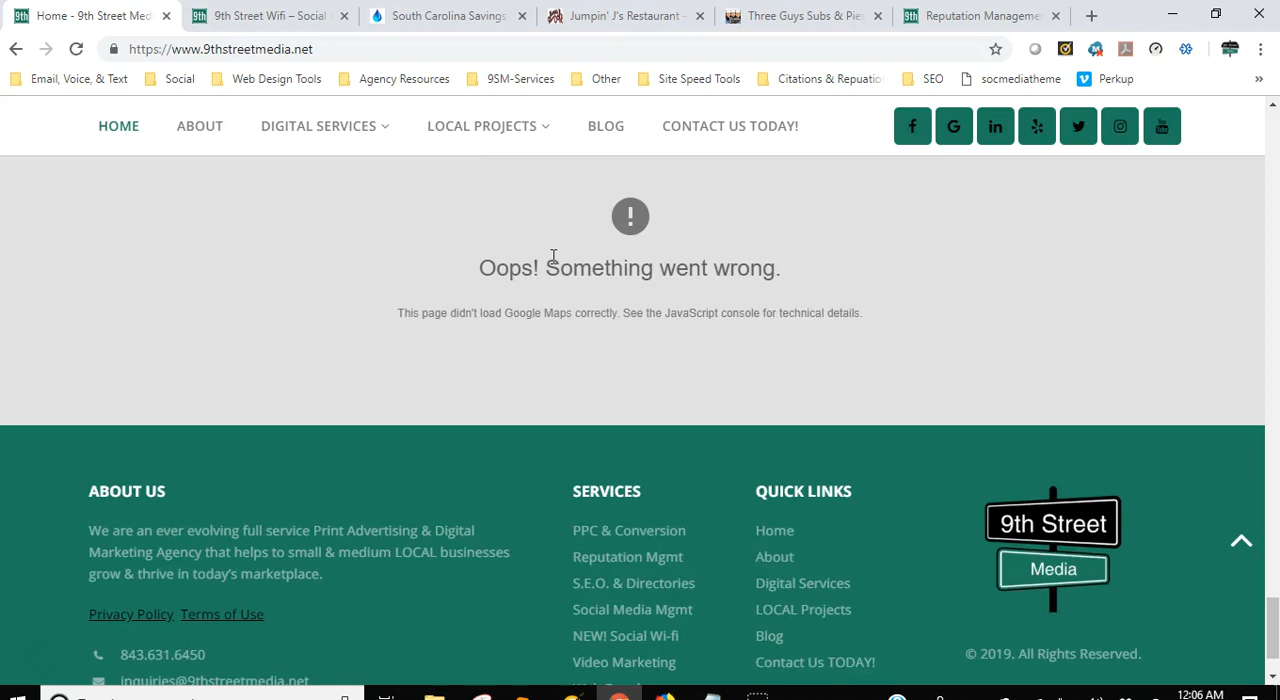 Home - 9th Street Med
9th Street Wifi – Social
South Carolina Savings
Jumpin' J's Restaurant –
Three Guys Subs & Pies
Reputation Manageme
https://www.9thstreetmedia.net
Email, Voice, & Text
Social
Web Design Tools
Agency Resources
9SM-Services
Other
Site Speed Tools
Citations & Reputatio
SEO
socmediatheme
Perkup
HOME
ABOUT
DIGITAL SERVICES
LOCAL PROJECTS
BLOG
CONTACT US TODAY!
Oops! Something went wrong.
This page didn't load Google Maps correctly. See the JavaScript console for technical details.
ABOUT US
We are an ever evolving full service Print Advertising & Digital
Marketing Agency that helps to small & medium LOCAL businesses
grow & thrive in today's marketplace.
Privacy Policy Terms of Use
843.631.6450
inquiries@9thstreetmedia.net
SERVICES
PPC & Conversion
Reputation Mgmt
S.E.O. & Directories
Social Media Mgmt
NEW! Social Wi-fi
Video Marketing
QUICK LINKS
Home
About
Digital Services
LOCAL Projects
Blog
Contact Us TODAY!
9th Street
Media
© 2019. All Rights Reserved.
12:06 AM